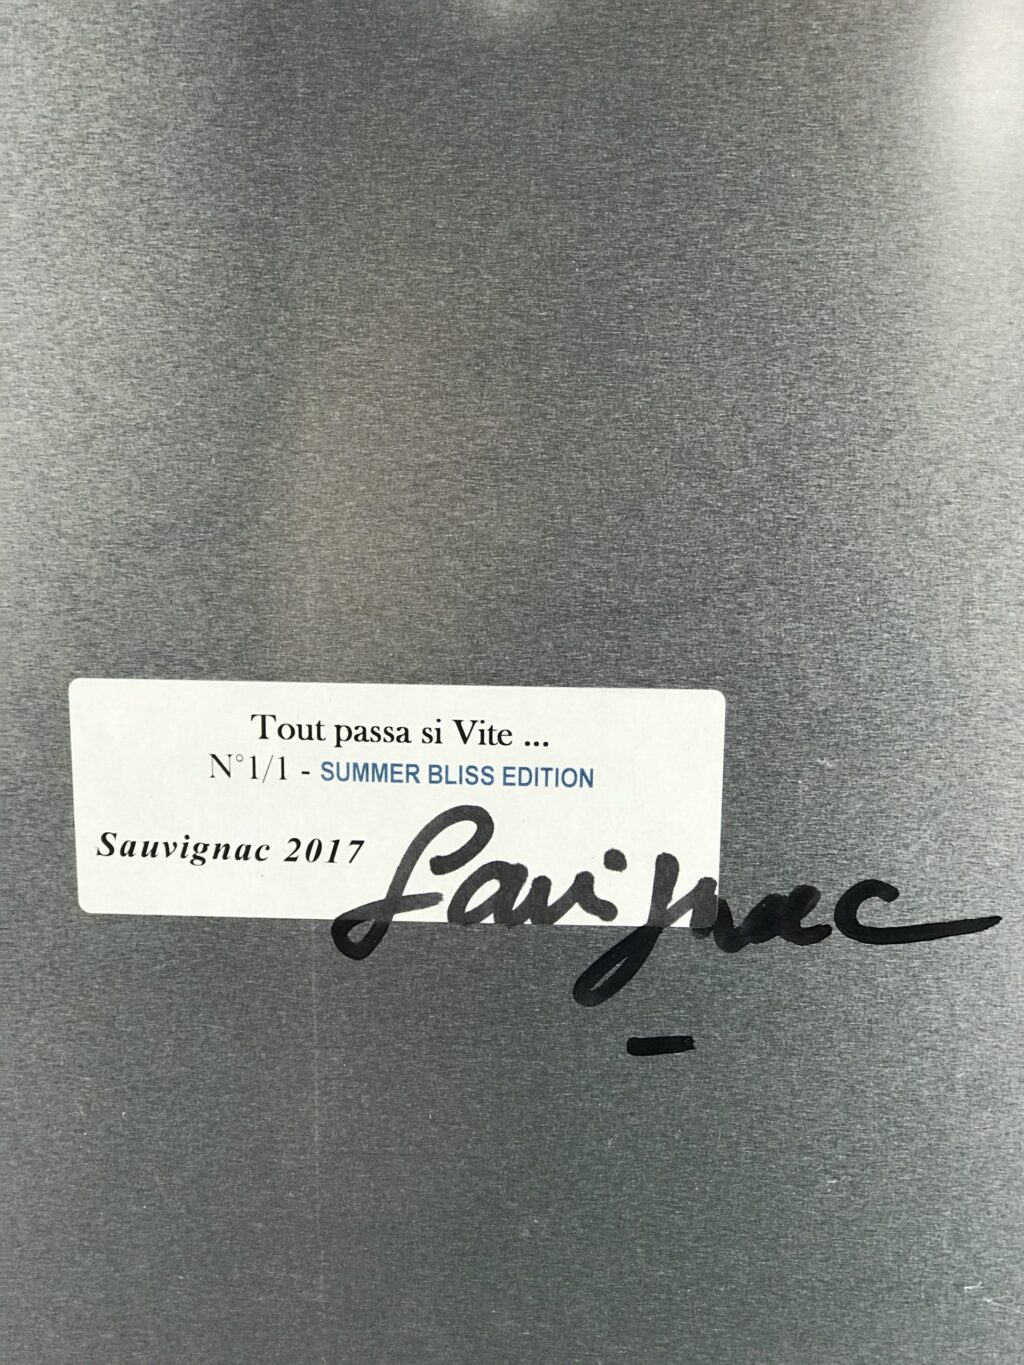 Tout passa si Vite ...
N°1/1 - SUMMER BLISS EDITION
Sauvignac 2017
Sauvignac